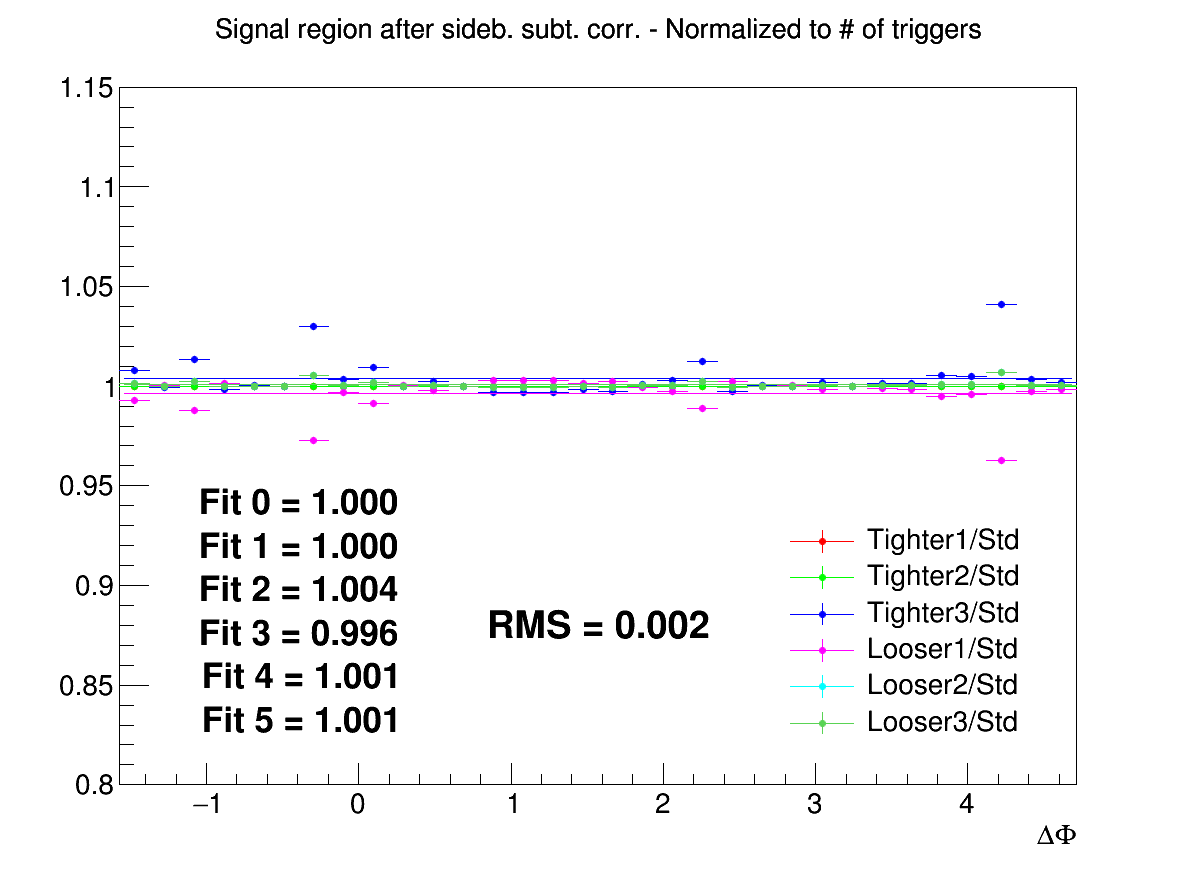 Signal region after sideb. subt. corr. - Normalized to # of triggers
1.15
1.1
1.05
1
0.95
0.9
0.85
0.8
Fit 0 = 1.000
Fit 1 = 1.000
Fit 2 = 1.004
Fit 3 = 0.996
Fit 4 = 1.001
Fit 5 = 1.001
RMS = 0.002
Tighter1/Std
Tighter2/Std
Tighter3/Std
Looser1/Std
Looser2/Std
Looser3/Std
−1 0 1 2 3 4
ΔΦ